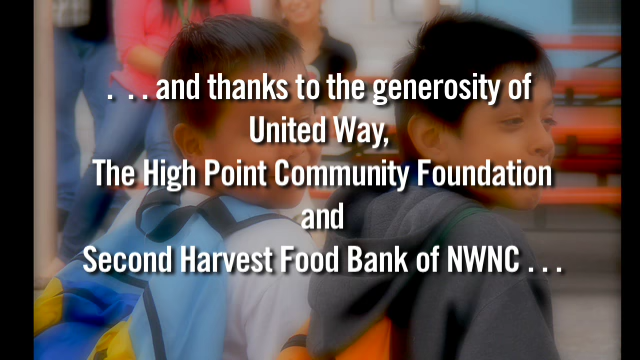 . . . and thanks to the generosity of
United Way,
The High Point Community Foundation
and
Second Harvest Food Bank of NWNC . . .